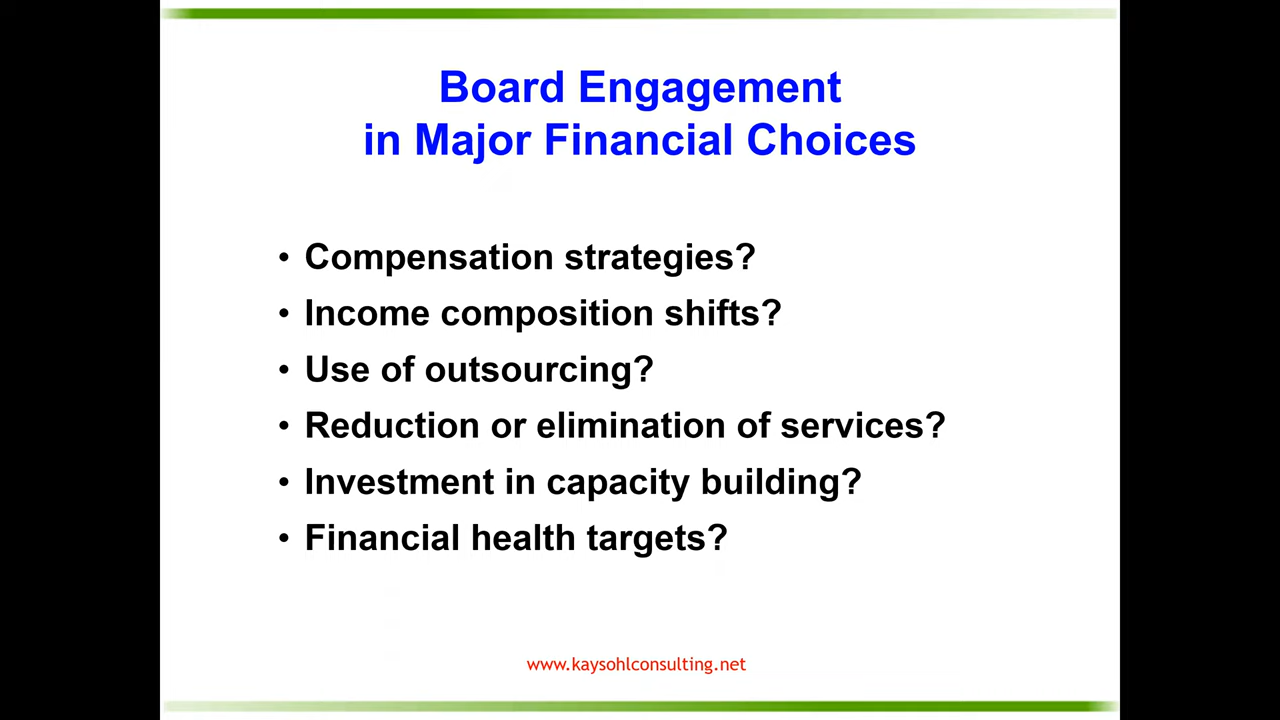 Board Engagement
in Major Financial Choices
• Compensation strategies?
• Income composition shifts?
• Use of outsourcing?
• Reduction or elimination of services?
• Investment in capacity building?
• Financial health targets?
www.kaysohlconsulting.net